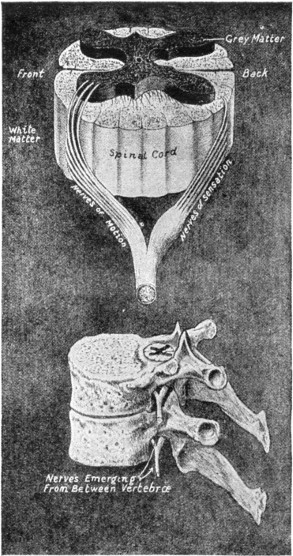 Grey Matter
Front
Back
White
Matter
Spinal Cord
Nerves of Motion
Nerves of Sensation
Nerves Emerging
From Between Vertebræ